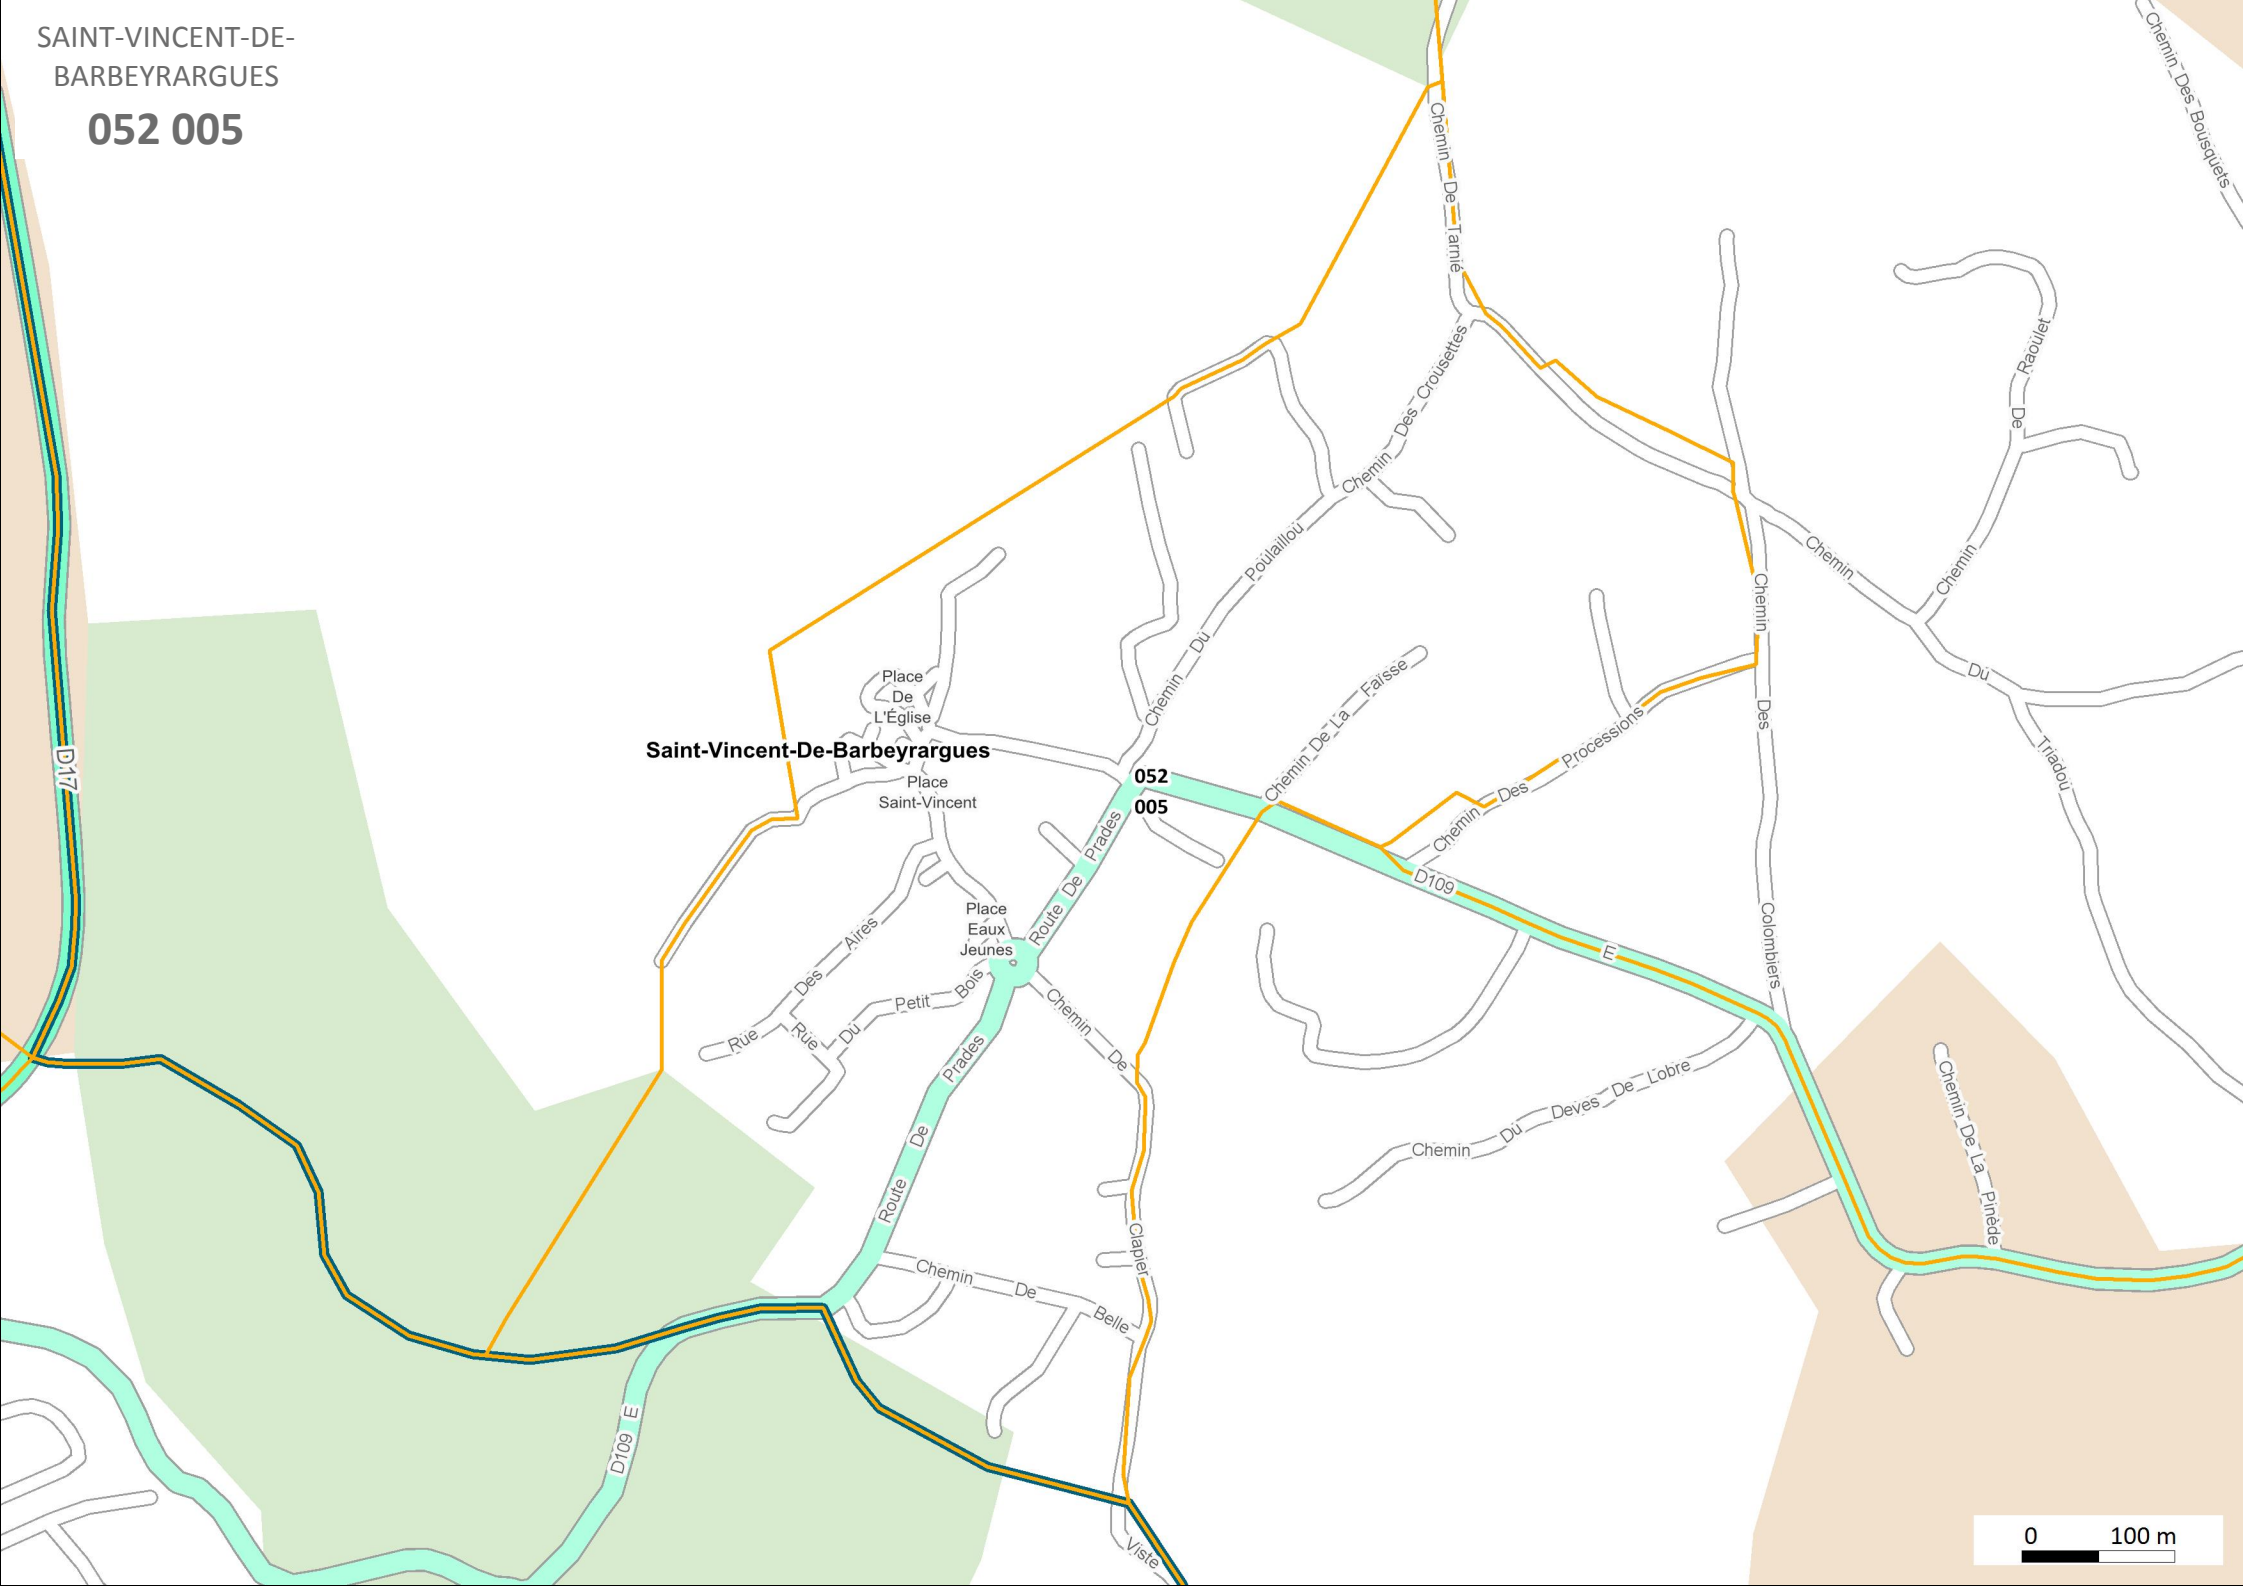 SAINT-VINCENT-DE-
BARBEYRARGUES
052 005
Chemin Des Bousquets
Chemin De Tarnié
Chemin De Raoulet
Chemin Des Crousettes
Chemin Du Poulaillou
Chemin Du Triadou
Chemin Des Colombiers
Chemin De La Faïsse
Chemin Des Processions
Place
De
L'Église
Saint-Vincent-De-Barbeyrargues
Place
Saint-Vincent
052
005
D17
Route De Prades
D109 E
Place
Eaux
Jeunes
Rue Des Aires
Rue Du Petit Bois
Chemin De Clapier
Route De Prades
Chemin Du Deves De Lobre
Chemin De La Pinède
Chemin De Belle
Viste
D109 E
0 100 m